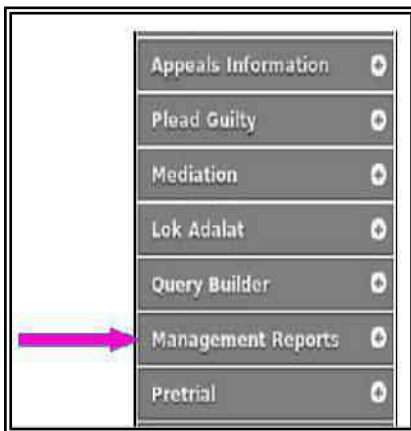 Appeals Information
Plead Guilty
Mediation
Lok Adalat
Query Builder
Management Reports
Pretrial